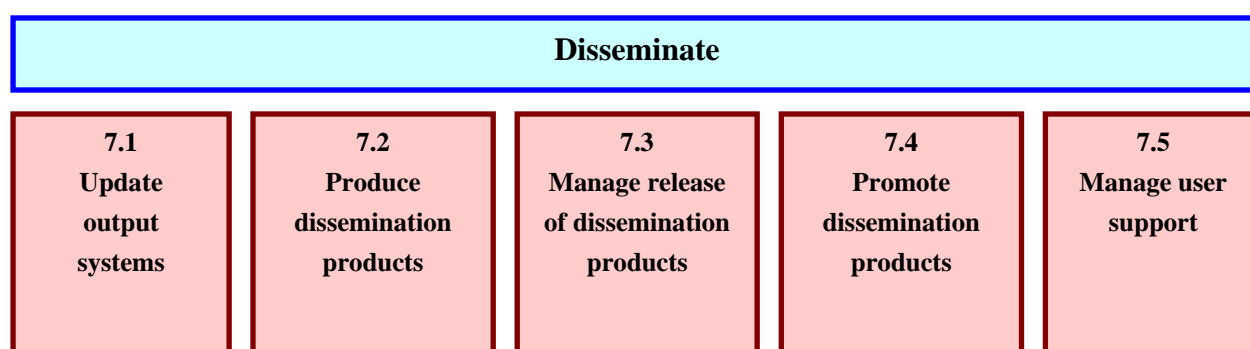 Disseminate
7.1
Update
output
systems
7.2
Produce
dissemination
products
7.3
Manage release
of dissemination
products
7.4
Promote
dissemination
products
7.5
Manage user
support